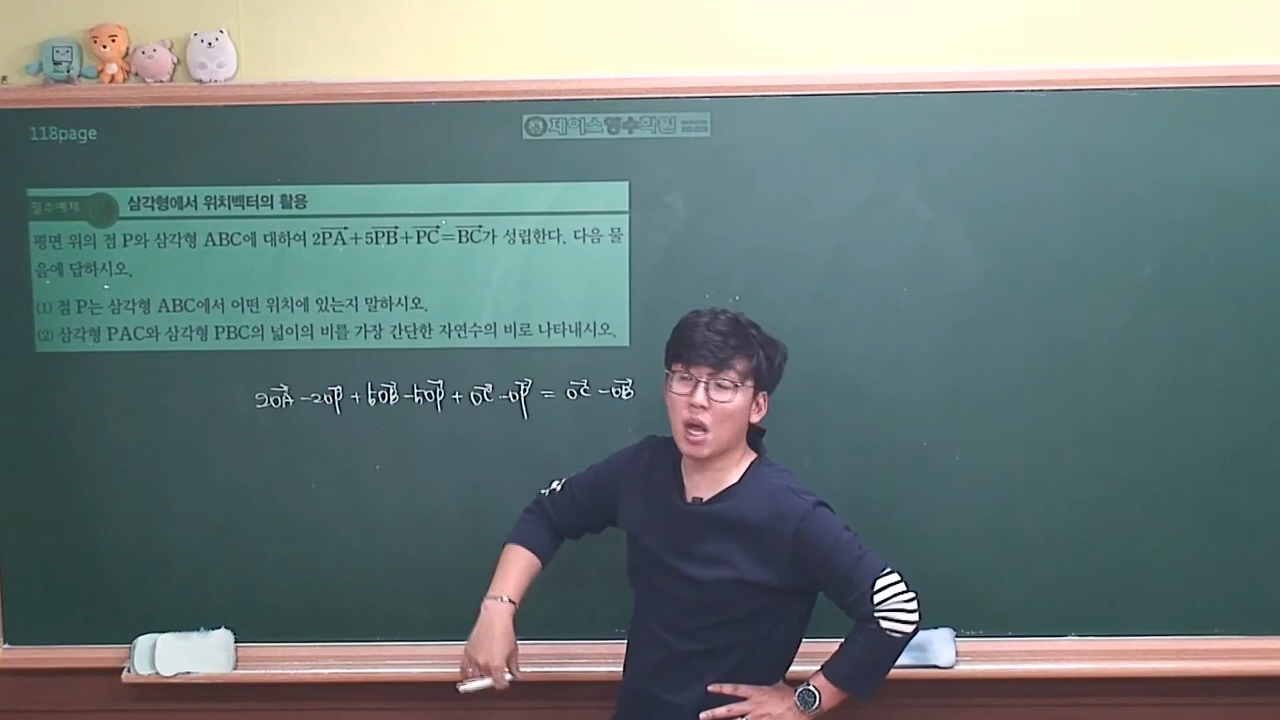 118page
제이스영수학원
필수예제 삼각형에서 위치벡터의 활용
평면 위의 점 P와 삼각형 ABC에 대하여 2PA+5PB+PC=BC가 성립한다. 다음 물
음에 답하시오.
(1) 점 P는 삼각형 ABC에서 어떤 위치에 있는지 말하시오.
(2) 삼각형 PAC와 삼각형 PBC의 넓이의 비를 가장 간단한 자연수의 비로 나타내시오.
2OA -2OP + 5OB -5OP + OC -OP = OC -OB